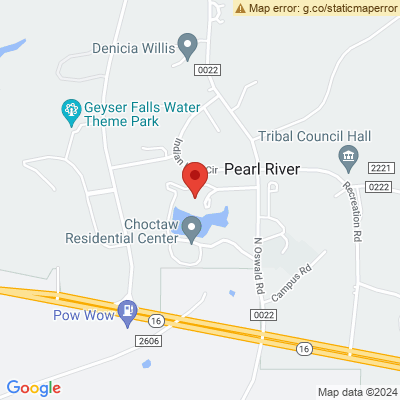 Map error: g.co/staticmaperror
Denicia Willis
0022
Geyser Falls Water
Theme Park
Indian
Cir
Tribal Council Hall
Pearl River
2221
0222
Recreation Rd
Choctaw
Residential Center
N Oswald Rd
Campus Rd
0022
Pow Wow
16
16
2606
Google
Map data ©2024